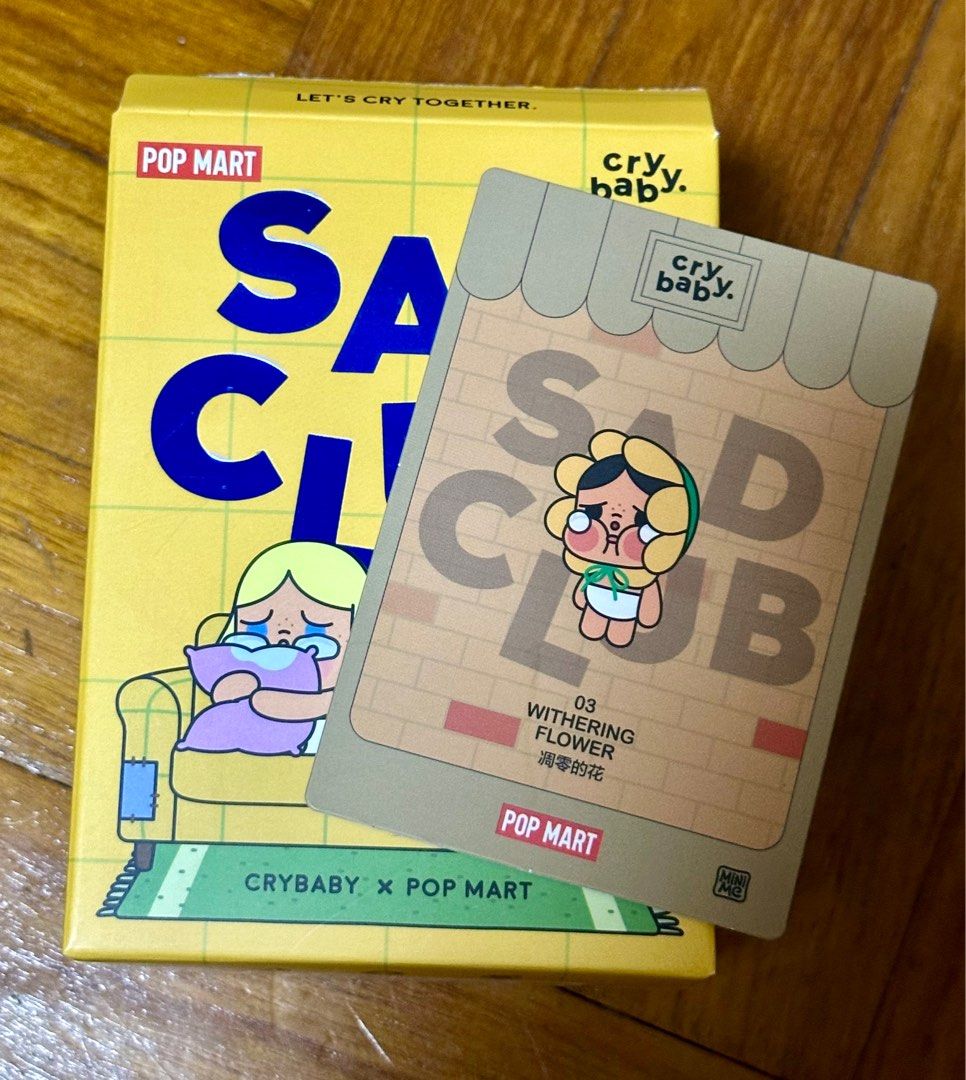 LET'S CRY TOGETHER.
POP MART
cry
baby.
SA
CL
CRYBABY × POP MART
cry
baby.
SAD
CLUB
03
WITHERING
FLOWER
凋零的花
POP MART
MINI
ME